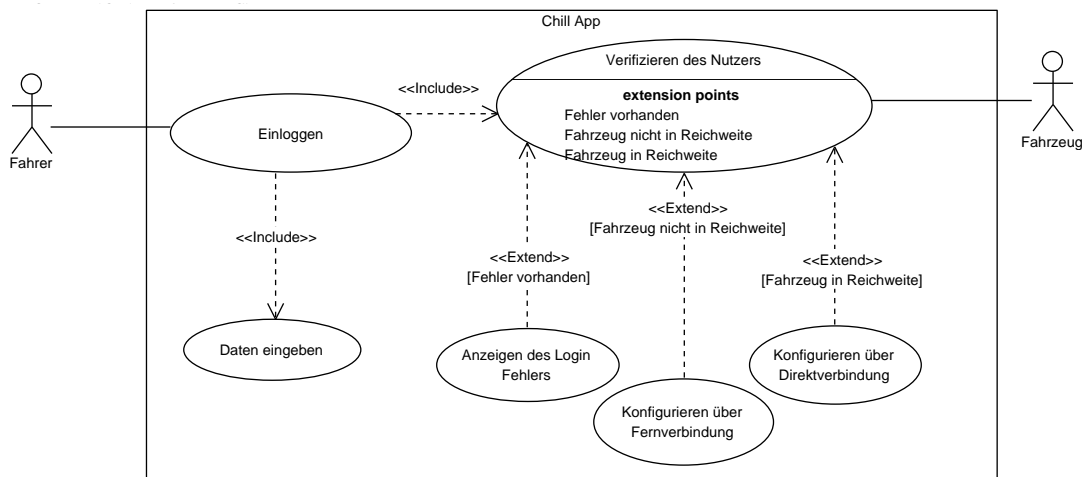 Chill App
Verifizieren des Nutzers
<<Include>>
extension points
Fehler vorhanden
Fahrzeug nicht in Reichweite
Fahrzeug in Reichweite
Einloggen
Fahrer
Fahrzeug
<<Include>>
<<Extend>>
[Fahrzeug nicht in Reichweite]
<<Extend>>
[Fehler vorhanden]
<<Extend>>
[Fahrzeug in Reichweite]
Daten eingeben
Anzeigen des Login
Fehlers
Konfigurieren über
Direktverbindung
Konfigurieren über
Fernverbindung